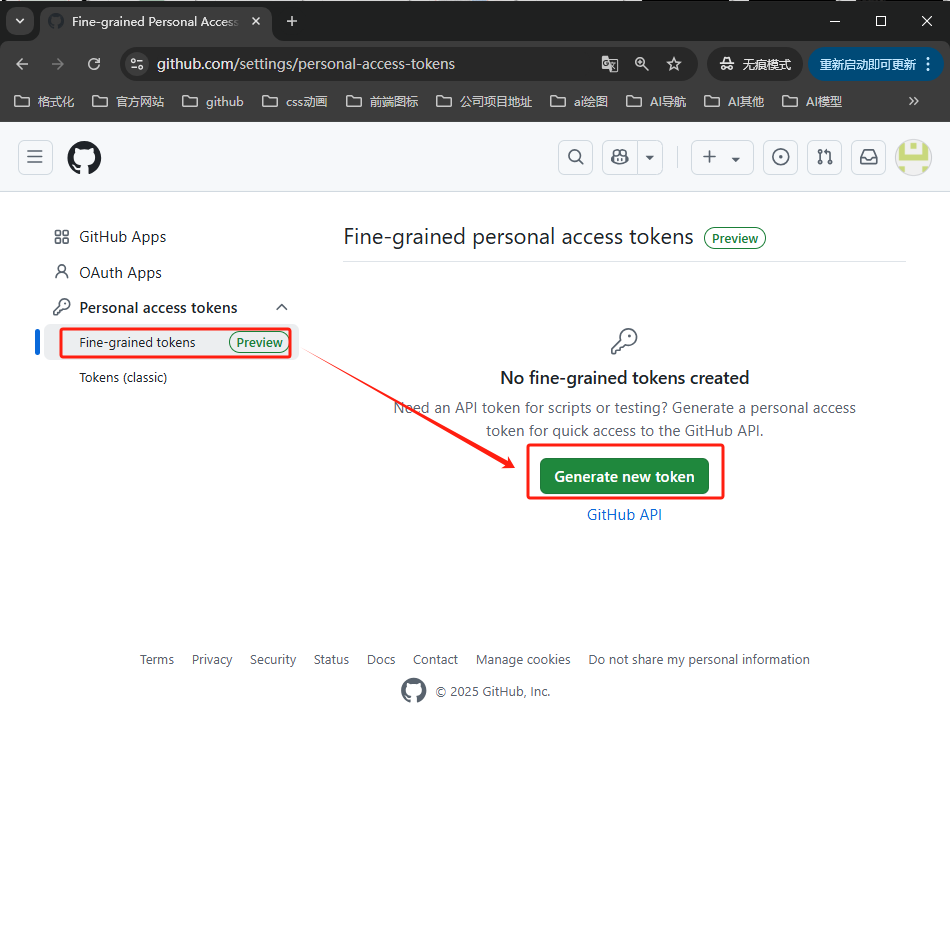 Fine-grained Personal Access
github.com/settings/personal-access-tokens
无痕模式
重新启动即可更新
格式化
官方网站
github
css动画
前端图标
公司项目地址
ai绘图
AI导航
AI其他
AI模型
GitHub Apps
OAuth Apps
Personal access tokens
Fine-grained tokens Preview
Tokens (classic)
Fine-grained personal access tokens Preview
No fine-grained tokens created
Need an API token for scripts or testing? Generate a personal access
token for quick access to the GitHub API.
Generate new token
GitHub API
Terms Privacy Security Status Docs Contact Manage cookies Do not share my personal information
© 2025 GitHub, Inc.